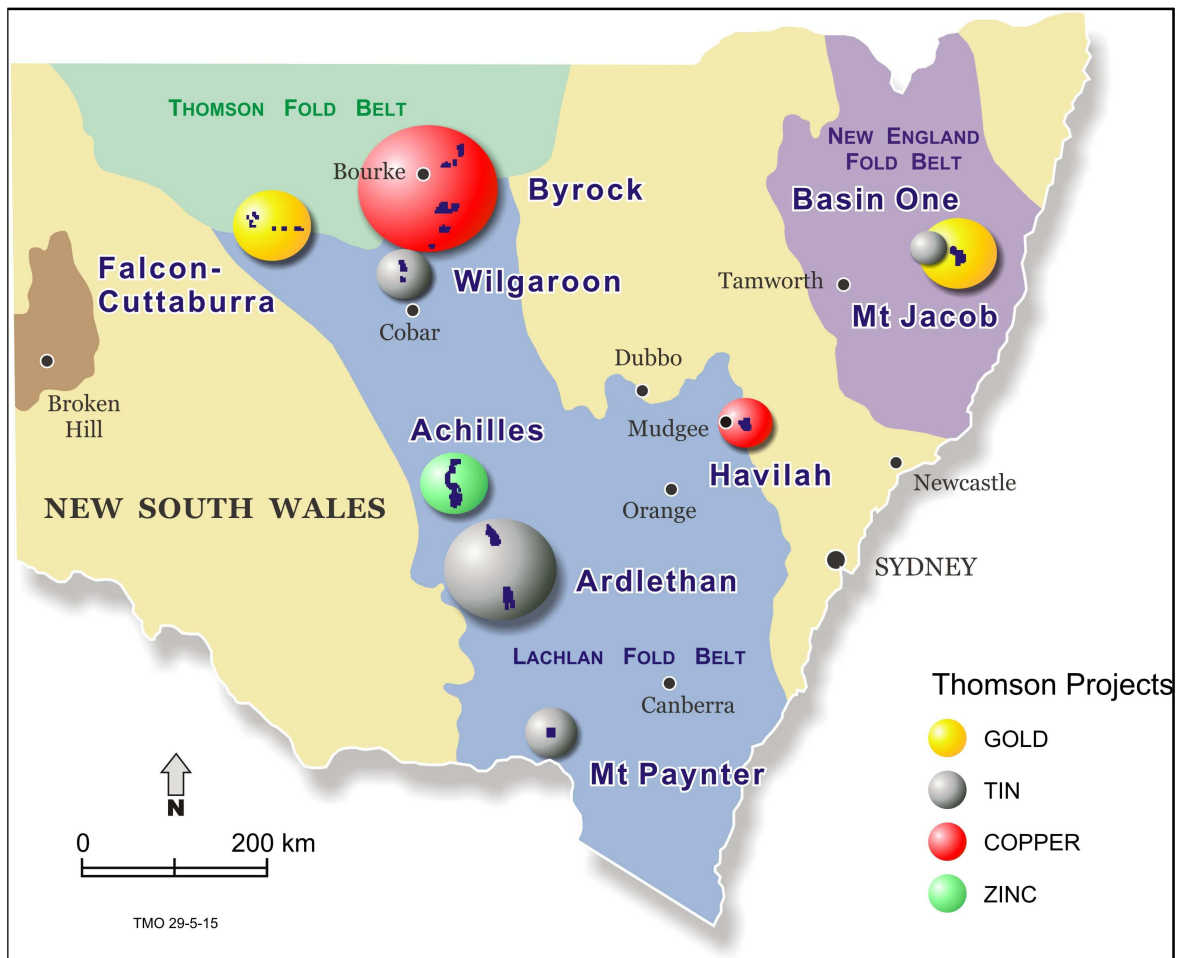 THOMSON FOLD BELT
NEW ENGLAND
FOLD BELT
Bourke
Byrock
Basin One
Falcon-
Cuttaburra
Wilgaroon
Tamworth
Mt Jacob
Cobar
Dubbo
Broken
Hill
Achilles
Mudgee
Havilah
Newcastle
NEW SOUTH WALES
Orange
SYDNEY
Ardlethan
LACHLAN FOLD BELT
Canberra
Mt Paynter
Thomson Projects
GOLD
TIN
COPPER
ZINC
N
0 200 km
TMO 29-5-15